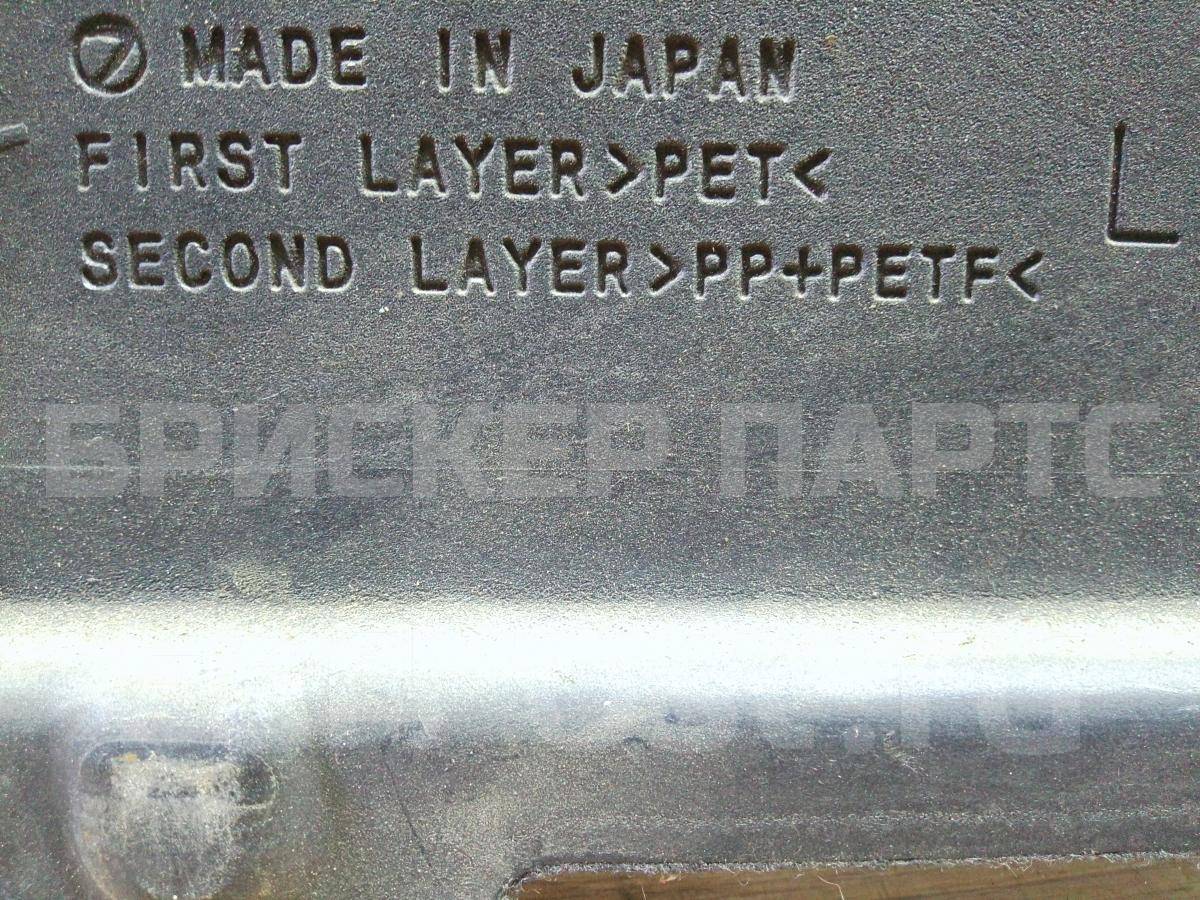 MADE IN JAPAN
FIRST LAYER>PET<
L
SECOND LAYER>PP+PETF<
БРИСКЕР ПАРТС